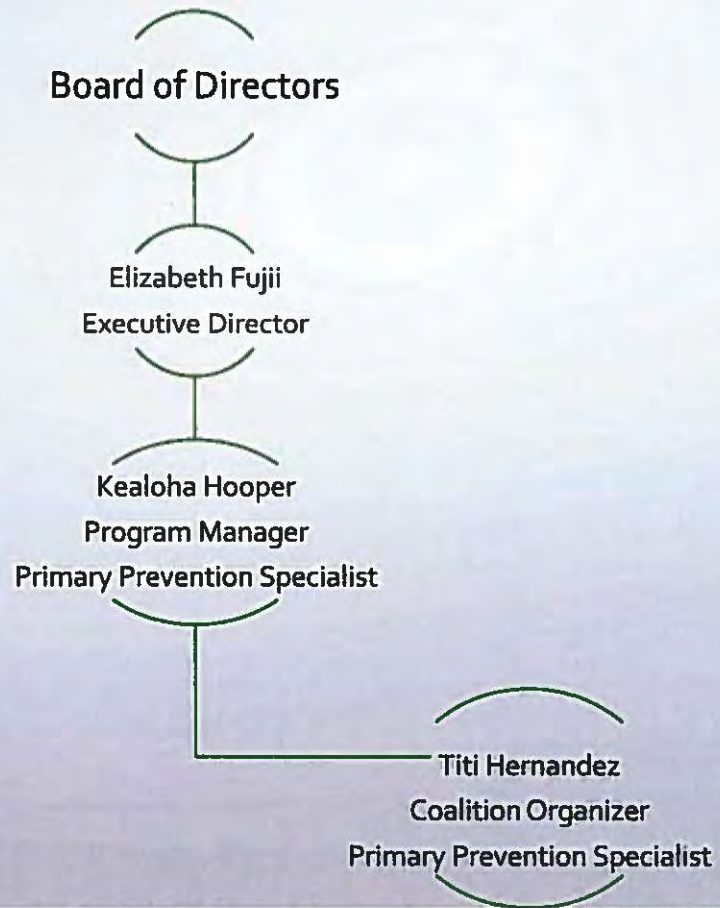 Board of Directors
Elizabeth Fujii
Executive Director
Kealoha Hooper
Program Manager
Primary Prevention Specialist
Titi Hernandez
Coalition Organizer
Primary Prevention Specialist